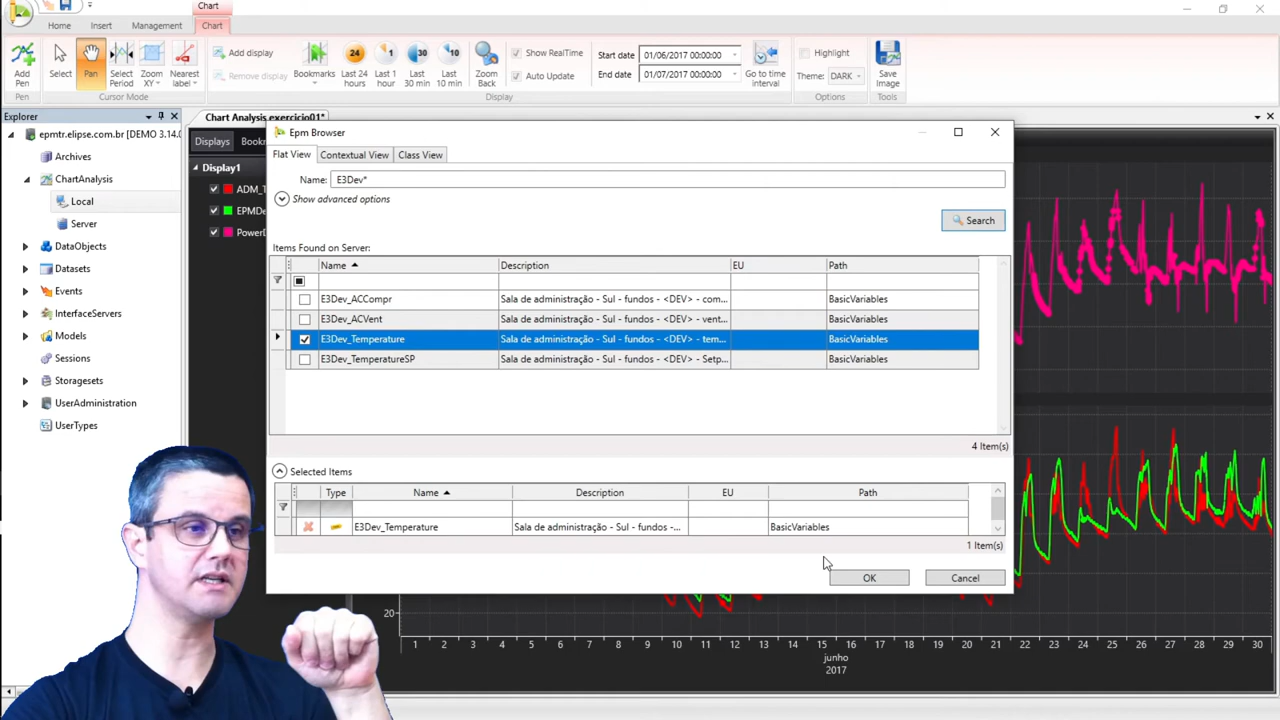 Chart
Home Insert Management Chart
Add Pen
Select
Pan
Select Period
Zoom XY
Nearest label
Add display
Remove display
Bookmarks
24 Last 24 hours
1 Last 1 hour
30 Last 30 min
10 Last 10 min
Zoom Back
Show RealTime
Auto Update
Start date 01/06/2017 00:00:00
End date 01/07/2017 00:00:00
Go to time interval
Highlight
Theme: DARK
Save Image
Pen Cursor Mode Display Options Tools
Explorer
Chart Analysis exercicio01*
epmtr.elipse.com.br [DEMO 3.14.0
Archives
ChartAnalysis
Local
Server
DataObjects
Datasets
Events
InterfaceServers
Models
Sessions
Storagesets
UserAdministration
UserTypes
Displays
Display1
Epm Browser
Flat View Contextual View Class View
Name: E3Dev*
Show advanced options
Search
Items Found on Server:
Name Description EU Path
E3Dev_ACCompr Sala de administração - Sul - fundos - <DEV> - com... BasicVariables
E3Dev_ACVent Sala de administração - Sul - fundos - <DEV> - vent... BasicVariables
E3Dev_Temperature Sala de administração - Sul - fundos - <DEV> - tem... BasicVariables
E3Dev_TemperatureSP Sala de administração - Sul - fundos - <DEV> - Setp... BasicVariables
4 Item(s)
Selected Items
Type Name Description EU Path
E3Dev_Temperature Sala de administração - Sul - fundos -... BasicVariables
1 Item(s)
OK Cancel
20
1 2 3 4 5 6 7 8 9 10 11 12 13 14 15 16 17 18 19 20 21 22 23 24 25 26 27 28 29 30
junho
2017